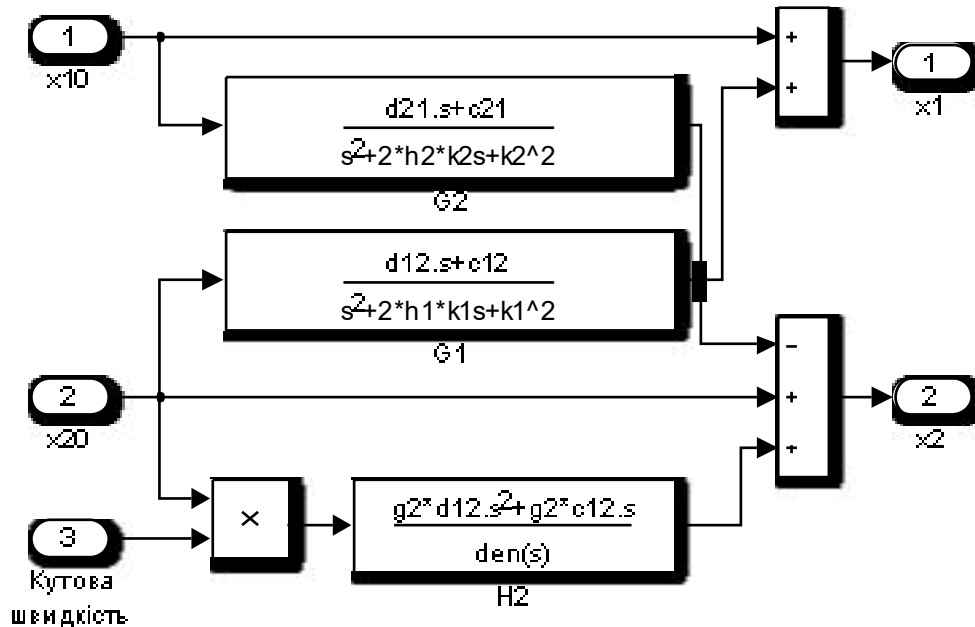 1
x10
d21.s+c21
s2+2*h2*k2s+k2^2
G2
+
+
1
x1
d12.s+c12
s2+2*h1*k1s+k1^2
G1
2
x20
−
+
+
2
x2
3
Кутова
швидкість
×
g2*d12.s2+g2*c12.s
den(s)
H2